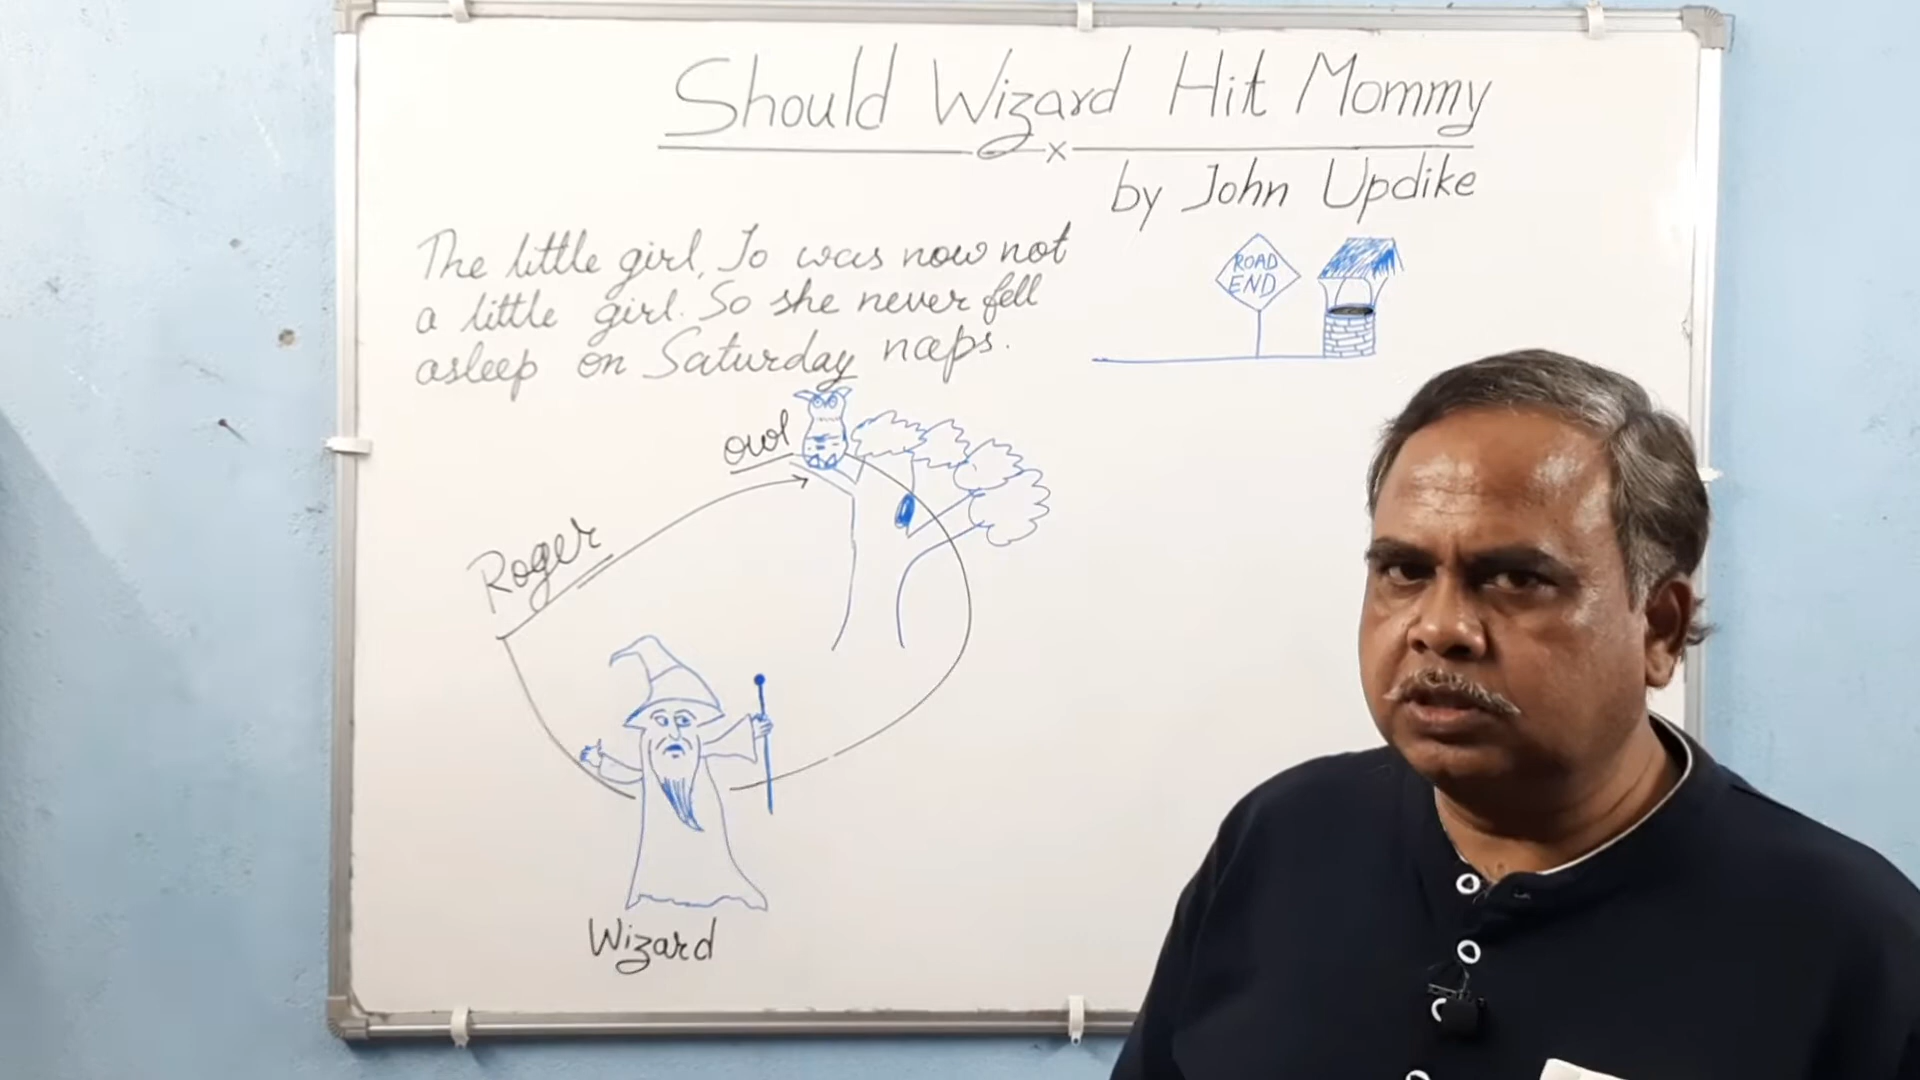 Should Wizard Hit Mommy
by John Updike
The little girl, Jo was now not
a little girl. So she never fell
asleep on Saturday naps.
ROAD
END
owl
Roger
Wizard